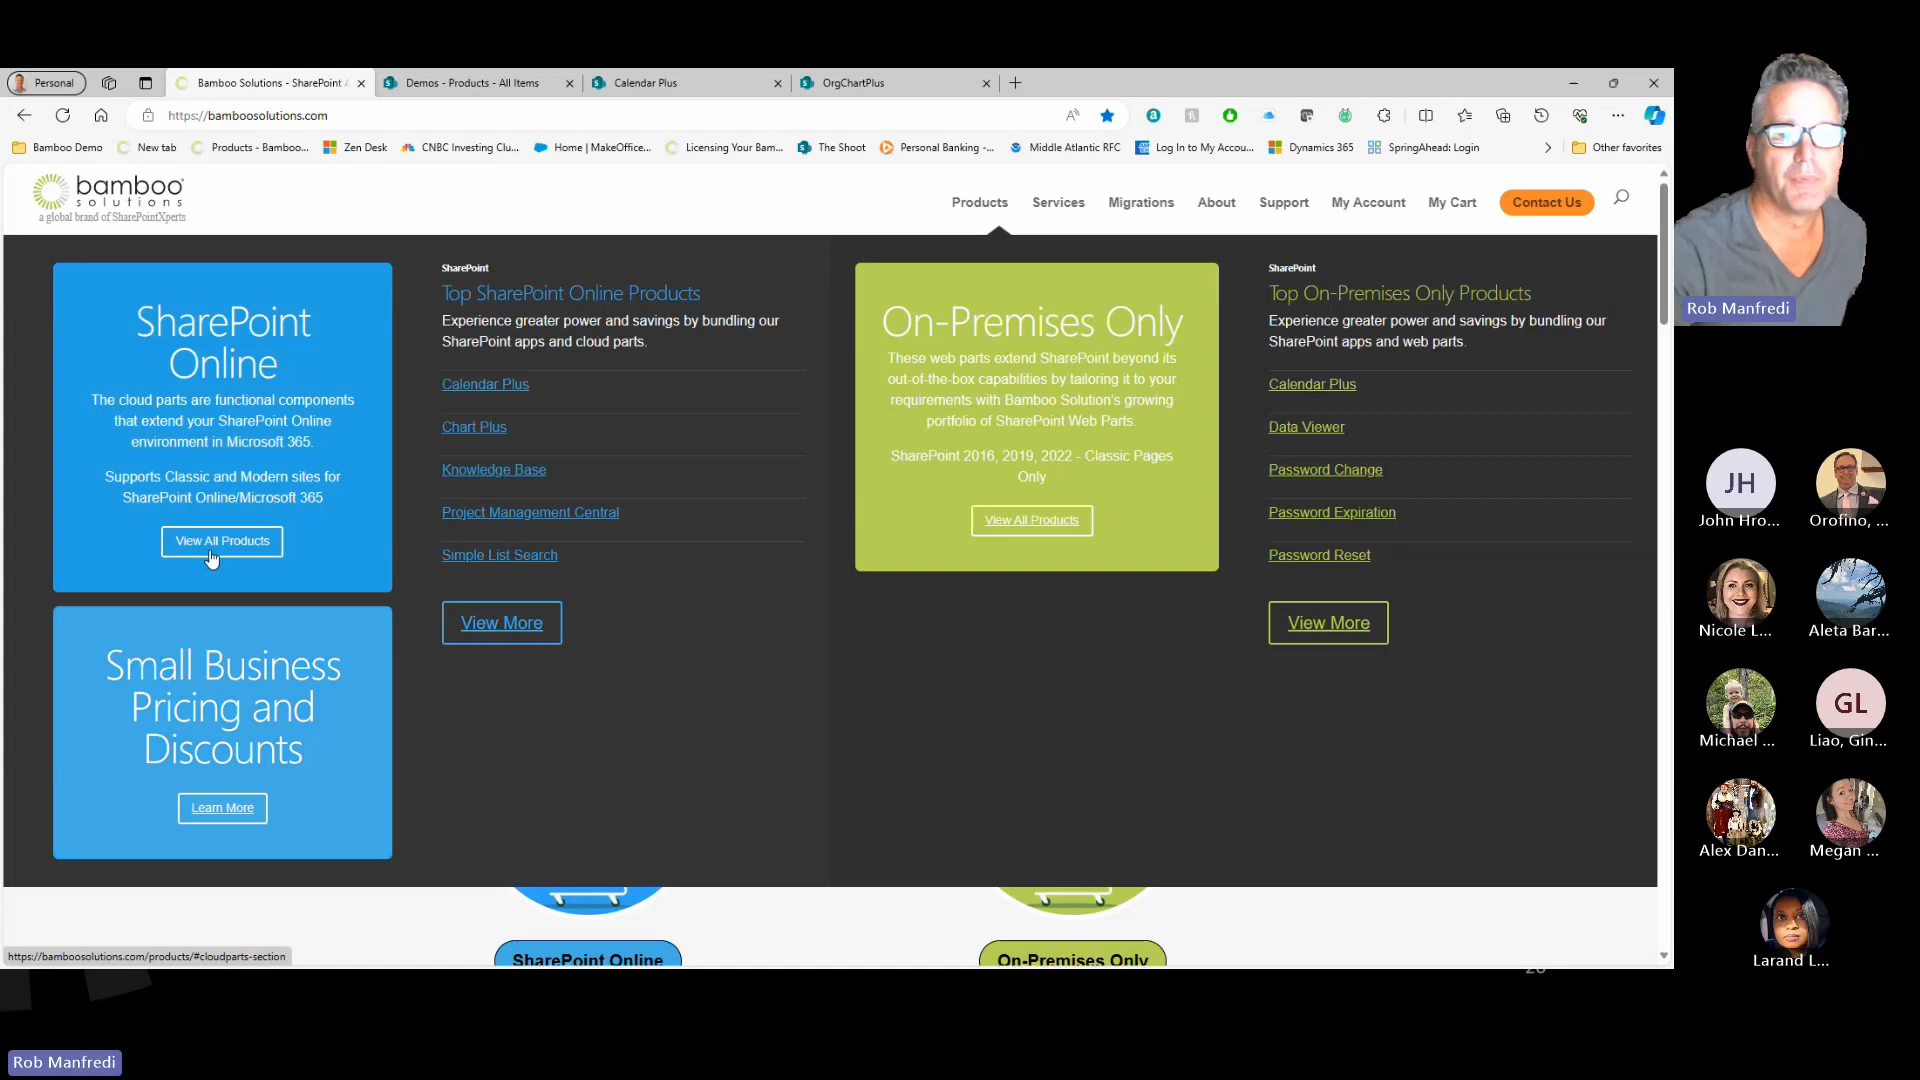 Personal
Bamboo Solutions - SharePoint A
Demos - Products - All Items
Calendar Plus
OrgChartPlus
https://bamboosolutions.com
Bamboo Demo
New tab
Products - Bamboo...
Zen Desk
CNBC Investing Clu...
Home | MakeOffice...
Licensing Your Bam...
The Shoot
Personal Banking -...
Middle Atlantic RFC
Log In to My Accou...
Dynamics 365
SpringAhead: Login
Other favorites
bamboo
solutions
a global brand of SharePointXperts
Products
Services
Migrations
About
Support
My Account
My Cart
Contact Us
SharePoint
Online
The cloud parts are functional components
that extend your SharePoint Online
environment in Microsoft 365.
Supports Classic and Modern sites for
SharePoint Online/Microsoft 365
View All Products
Small Business
Pricing and
Discounts
Learn More
SharePoint
Top SharePoint Online Products
Experience greater power and savings by bundling our
SharePoint apps and cloud parts.
Calendar Plus
Chart Plus
Knowledge Base
Project Management Central
Simple List Search
View More
On-Premises Only
These web parts extend SharePoint beyond its
out-of-the-box capabilities by tailoring it to your
requirements with Bamboo Solution's growing
portfolio of SharePoint Web Parts.
SharePoint 2016, 2019, 2022 - Classic Pages
Only
View All Products
SharePoint
Top On-Premises Only Products
Experience greater power and savings by bundling our
SharePoint apps and web parts.
Calendar Plus
Data Viewer
Password Change
Password Expiration
Password Reset
View More
SharePoint Online
On-Premises Only
https://bamboosolutions.com/products/#cloudparts-section
Rob Manfredi
JH
John Hro...
Orofino, ...
Nicole L...
Aleta Bar...
Michael ...
GL
Liao, Gin...
Alex Dan...
Megan ...
Larand L...
Rob Manfredi